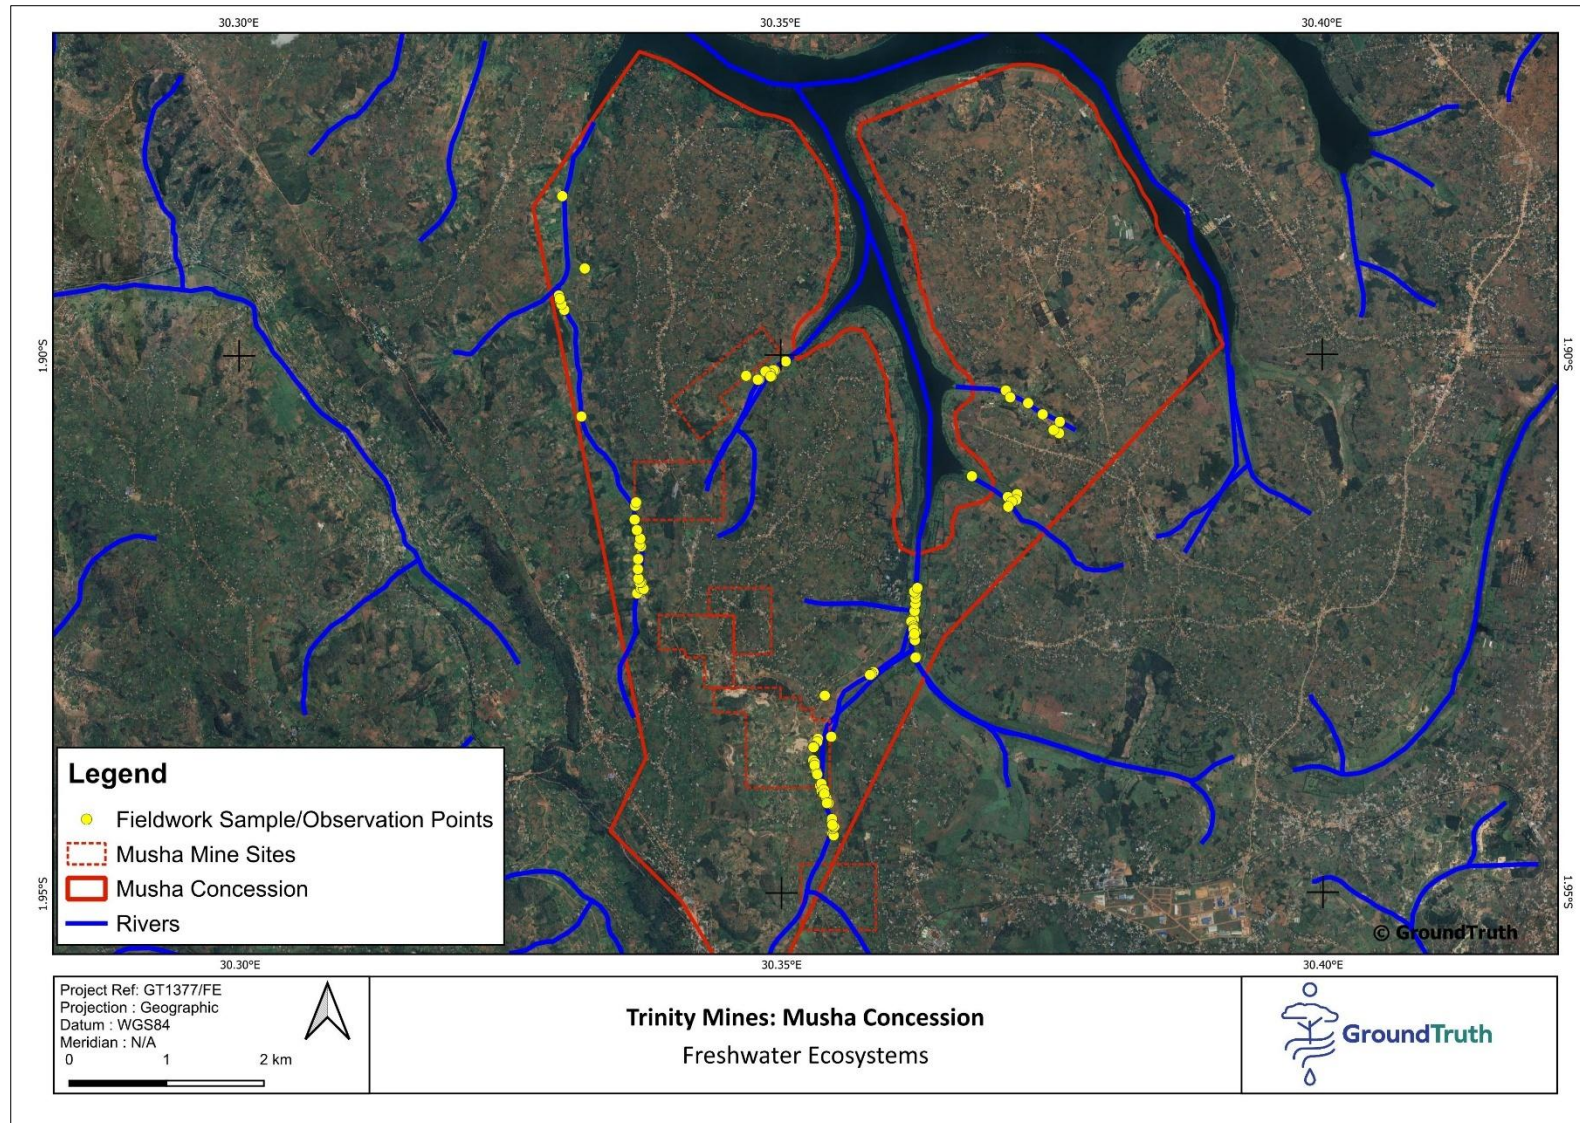 30.30°E 30.35°E 30.40°E
1.90°S 1.90°S
1.95°S 1.95°S
Legend
Fieldwork Sample/Observation Points
Musha Mine Sites
Musha Concession
Rivers
© GroundTruth
30.30°E 30.35°E 30.40°E
Project Ref: GT1377/FE
Projection : Geographic
Datum : WGS84
Meridian : N/A
0 1 2 km
Trinity Mines: Musha Concession
Freshwater Ecosystems
GroundTruth